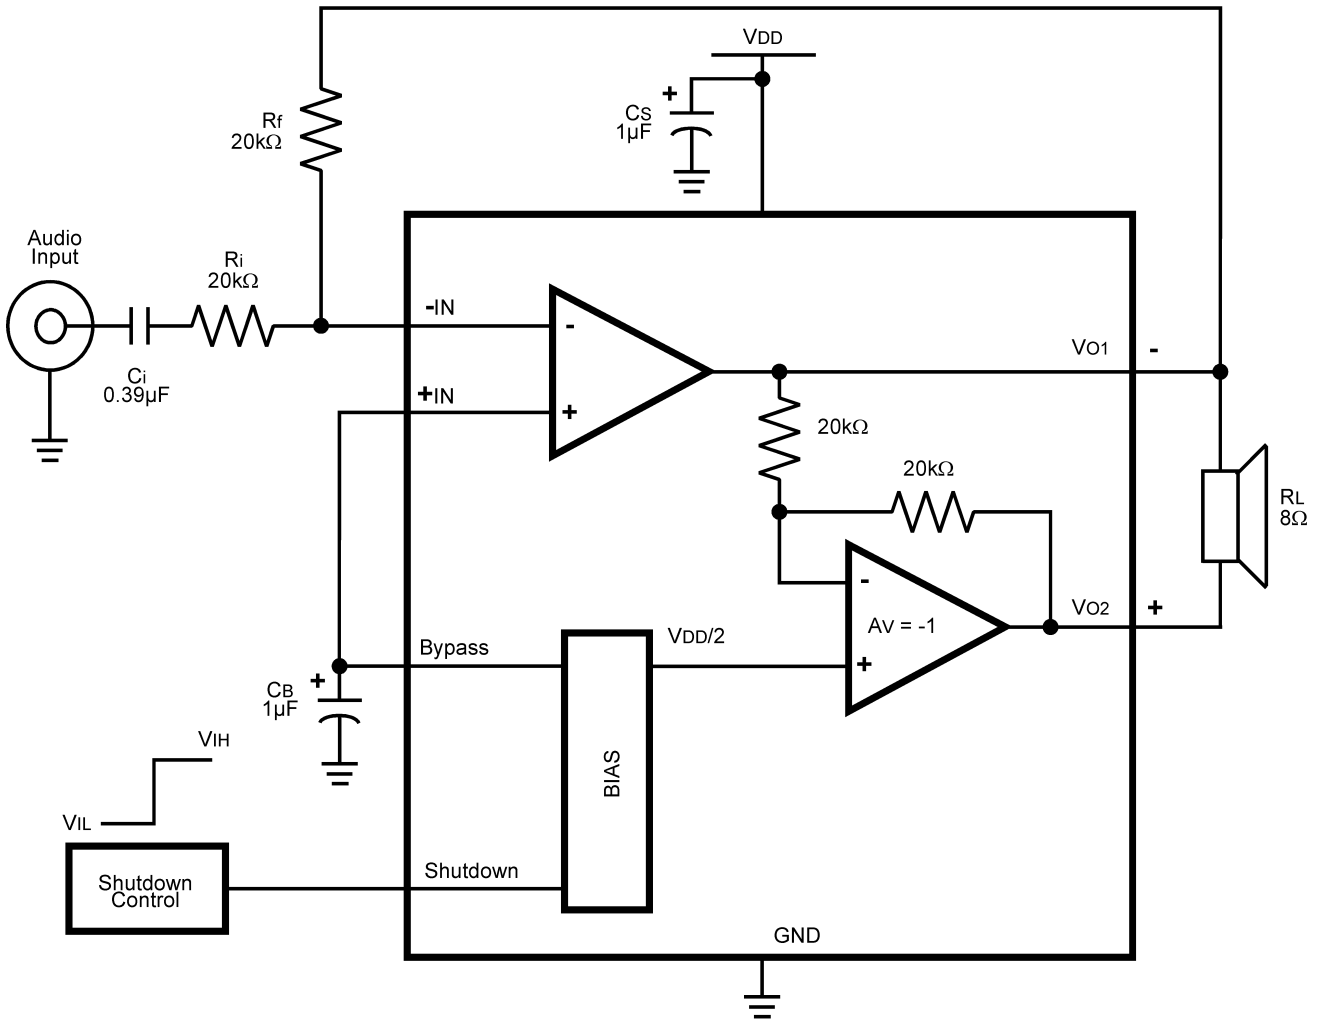 VDD
+
CS
1µF
Rf
20kΩ
Audio
Input
Ri
20kΩ
-IN
-
Ci
0.39µF
+IN
+
VO1
-
20kΩ
20kΩ
RL
8Ω
-
AV = -1
+
VO2
+
Bypass
VDD/2
+
CB
1µF
BIAS
VIH
VIL
Shutdown
Control
Shutdown
GND